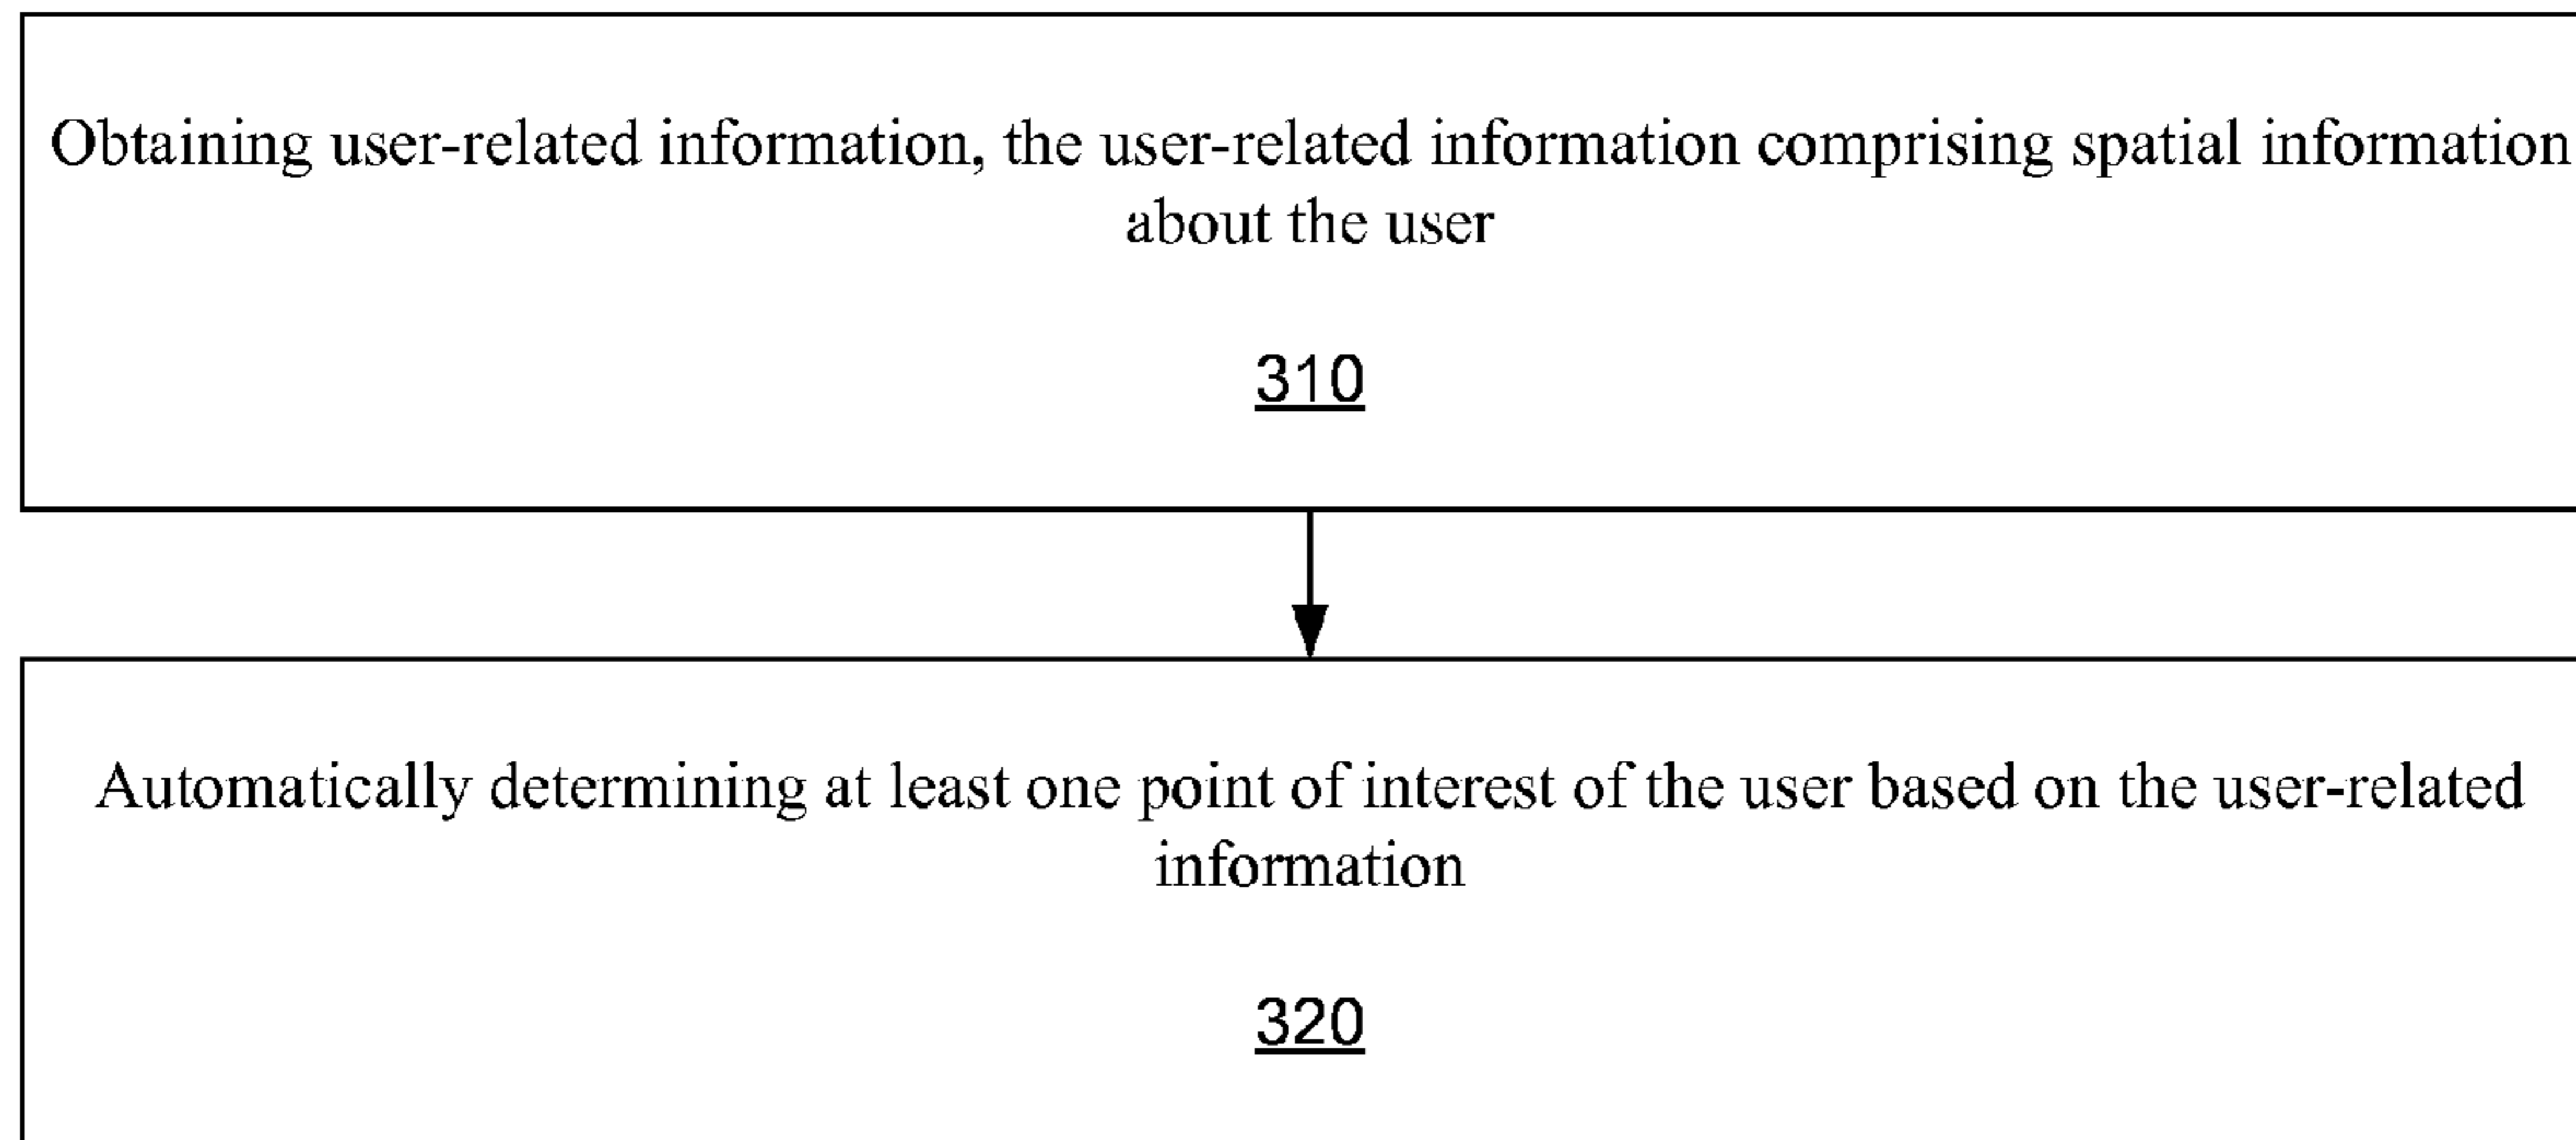 Obtaining user-related information, the user-related information comprising spatial information
about the user
310
Automatically determining at least one point of interest of the user based on the user-related
information
320